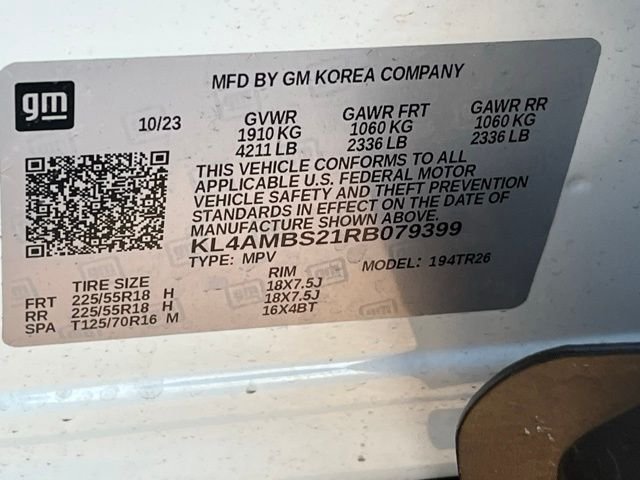 gm
MFD BY GM KOREA COMPANY
10/23 GVWR GAWR FRT GAWR RR
1910 KG 1060 KG 1060 KG
4211 LB 2336 LB 2336 LB
THIS VEHICLE CONFORMS TO ALL
APPLICABLE U.S. FEDERAL MOTOR
VEHICLE SAFETY AND THEFT PREVENTION
STANDARDS IN EFFECT ON THE DATE OF
MANUFACTURE SHOWN ABOVE.
KL4AMBS21RB079399
TYPE: MPV MODEL: 194TR26
TIRE SIZE RIM
FRT 225/55R18 H 18X7.5J
RR 225/55R18 H 18X7.5J
SPA T125/70R16 M 16X4BT